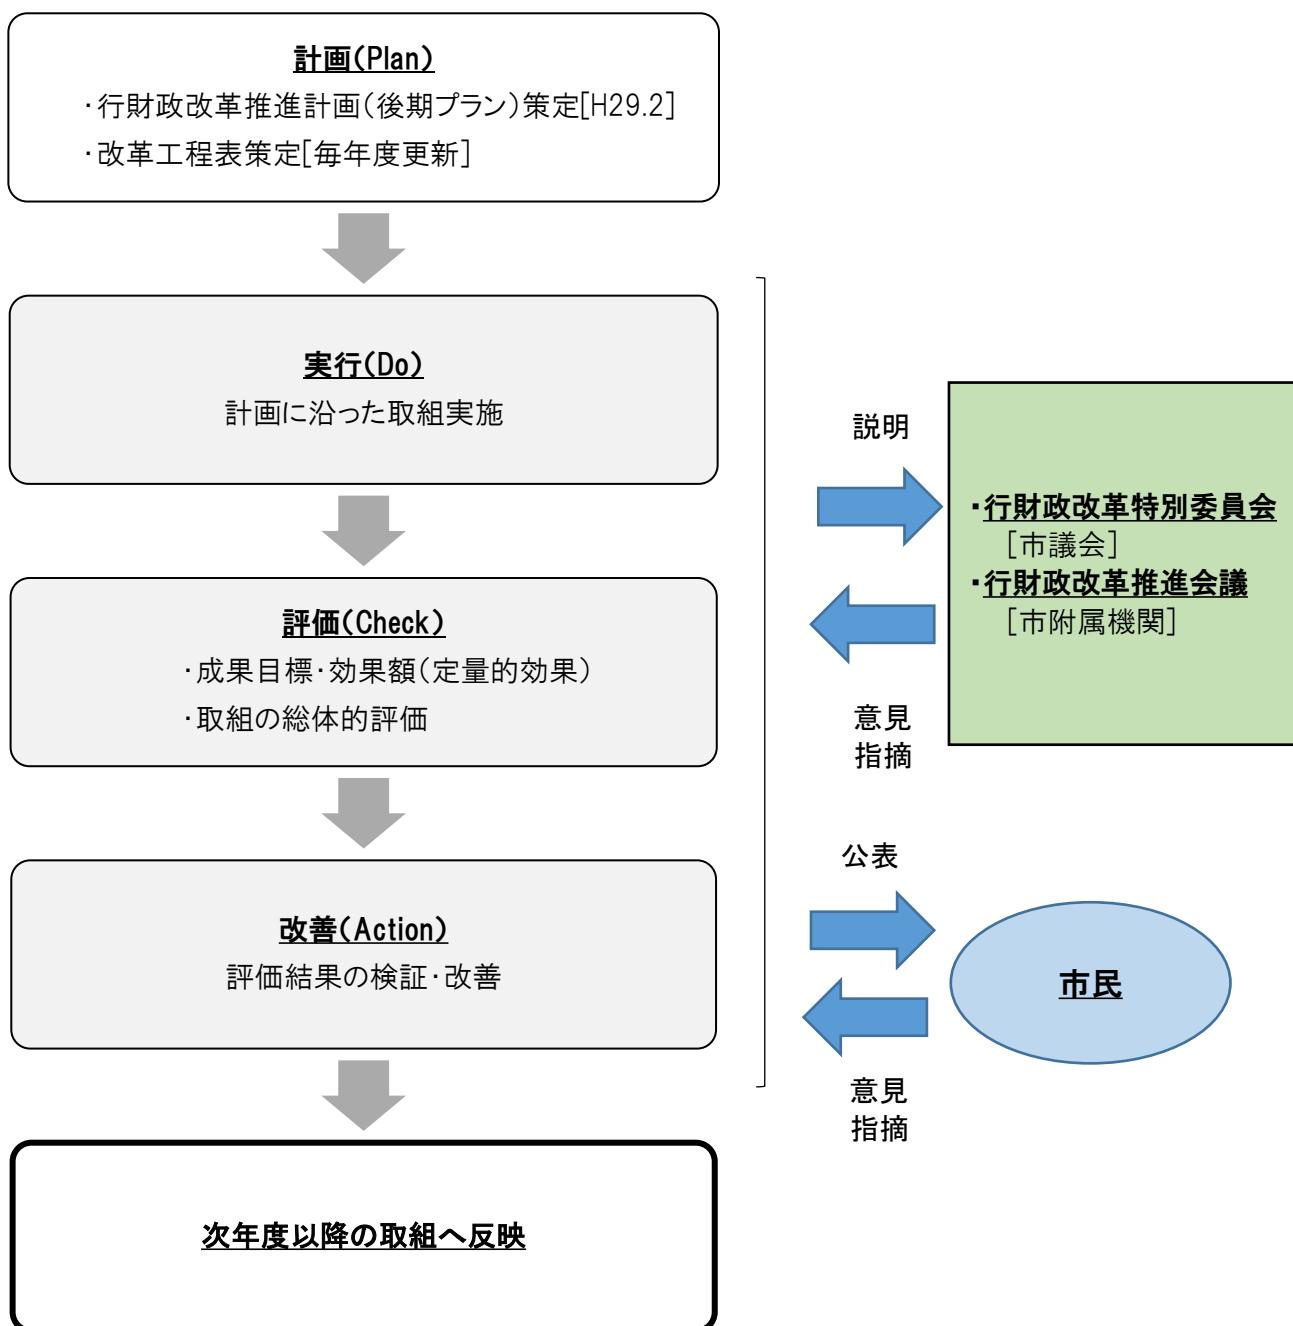 計画(Plan)
・行財政改革推進計画(後期プラン)策定[H29.2]
・改革工程表策定[毎年度更新]
実行(Do)
計画に沿った取組実施
評価(Check)
・成果目標・効果額(定量的効果)
・取組の総体的評価
改善(Action)
評価結果の検証・改善
次年度以降の取組へ反映
説明
・行財政改革特別委員会
[市議会]
・行財政改革推進会議
[市附属機関]
意見
指摘
公表
市民
意見
指摘